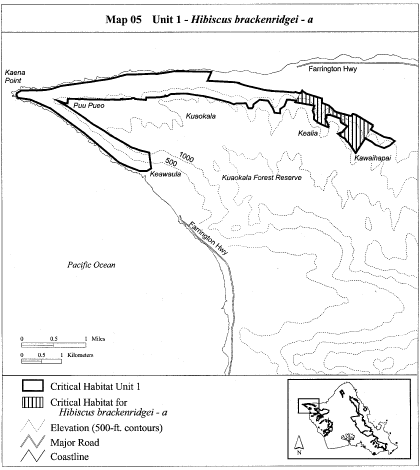 Map 05 Unit 1 - Hibiscus brackenridgei - a
Kaena
Point
Farrington Hwy
Puu Pueo
Kuaokala
Kealia
Kawaihapai
1000
500
Keawaula
Kuaokala Forest Reserve
Farrington Hwy
Pacific Ocean
0 0.5 1 Miles
0 0.5 1 Kilometers
Critical Habitat Unit 1
Critical Habitat for
Hibiscus brackenridgei - a
Elevation (500-ft. contours)
Major Road
Coastline
N